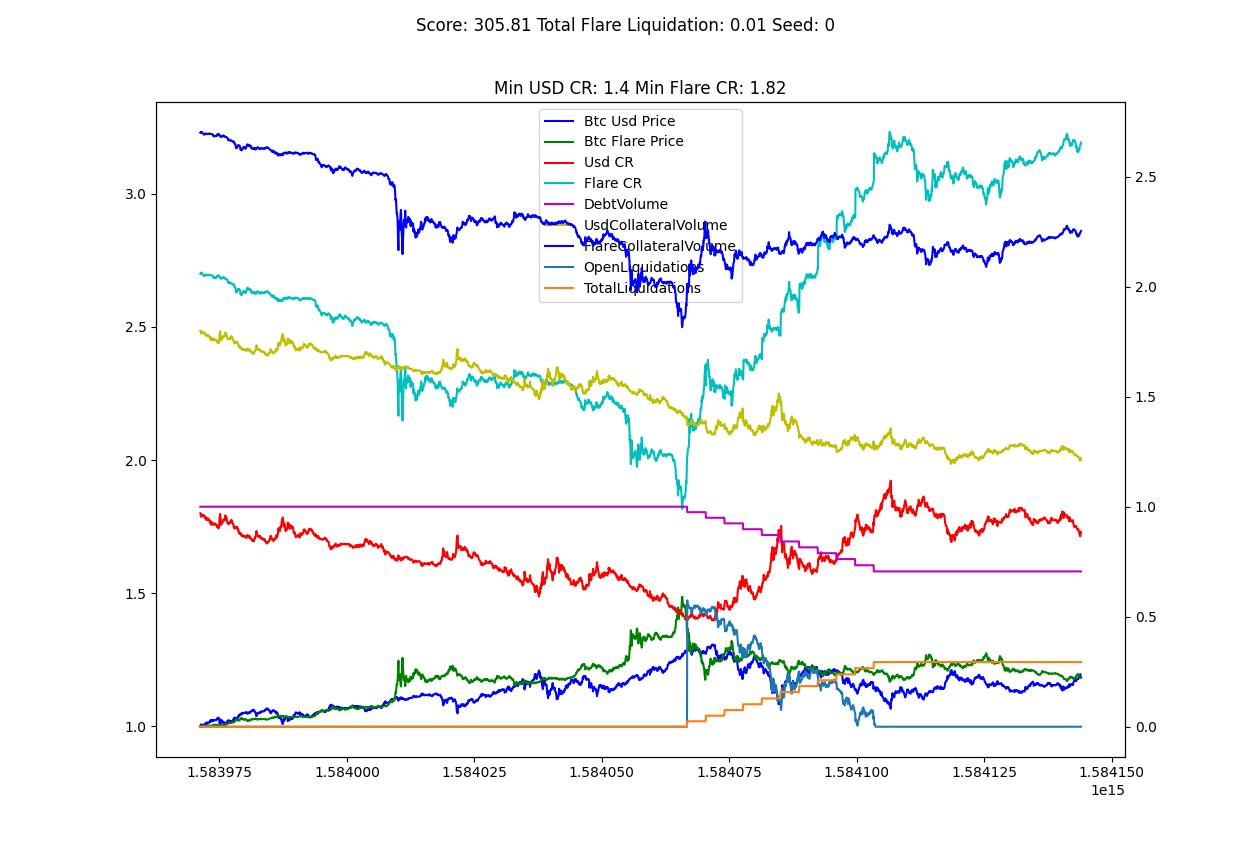 Score: 305.81 Total Flare Liquidation: 0.01 Seed: 0
Min USD CR: 1.4 Min Flare CR: 1.82
Btc Usd Price
Btc Flare Price
Usd CR
Flare CR
DebtVolume
UsdCollateralVolume
FlareCollateralVolume
OpenLiquidations
TotalLiquidations
3.0
2.5
2.0
1.5
1.0
2.5
2.0
1.5
1.0
0.5
0.0
1.583975
1.584000
1.584025
1.584050
1.584075
1.584100
1.584125
1.584150
1e15